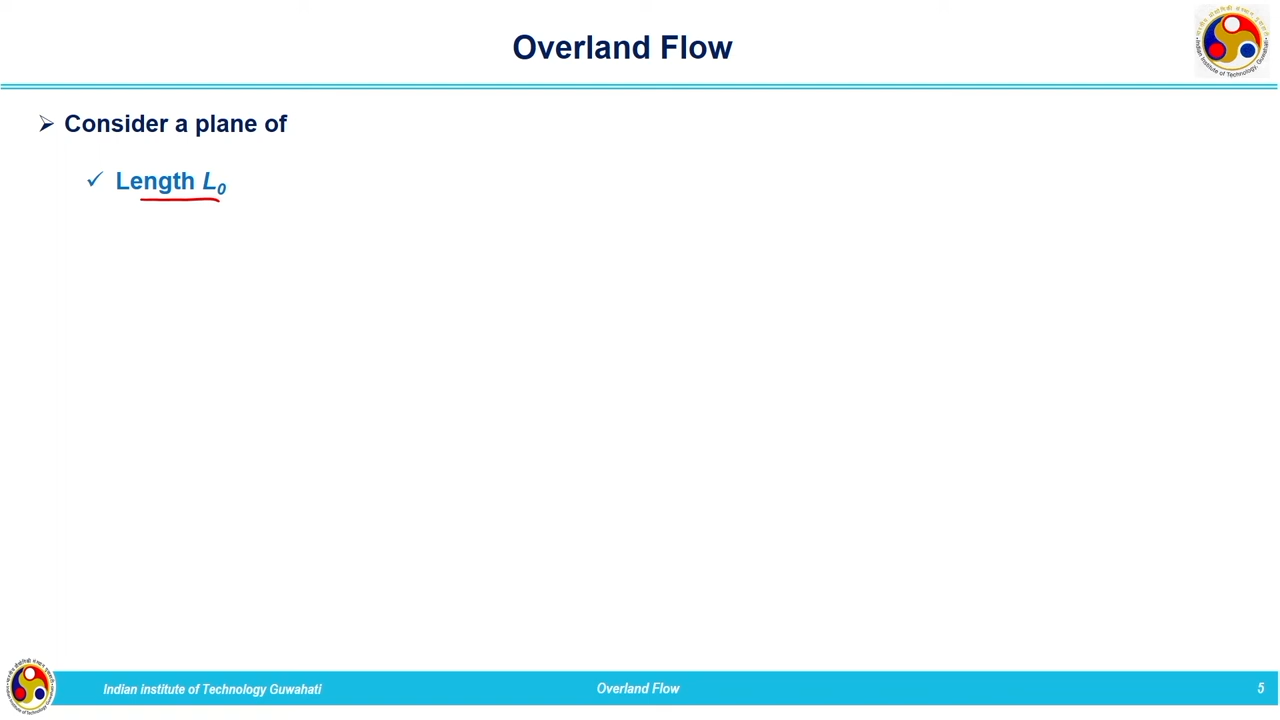 Overland Flow
➢ Consider a plane of
✓ Length L₀
Indian institute of Technology Guwahati
Overland Flow
5